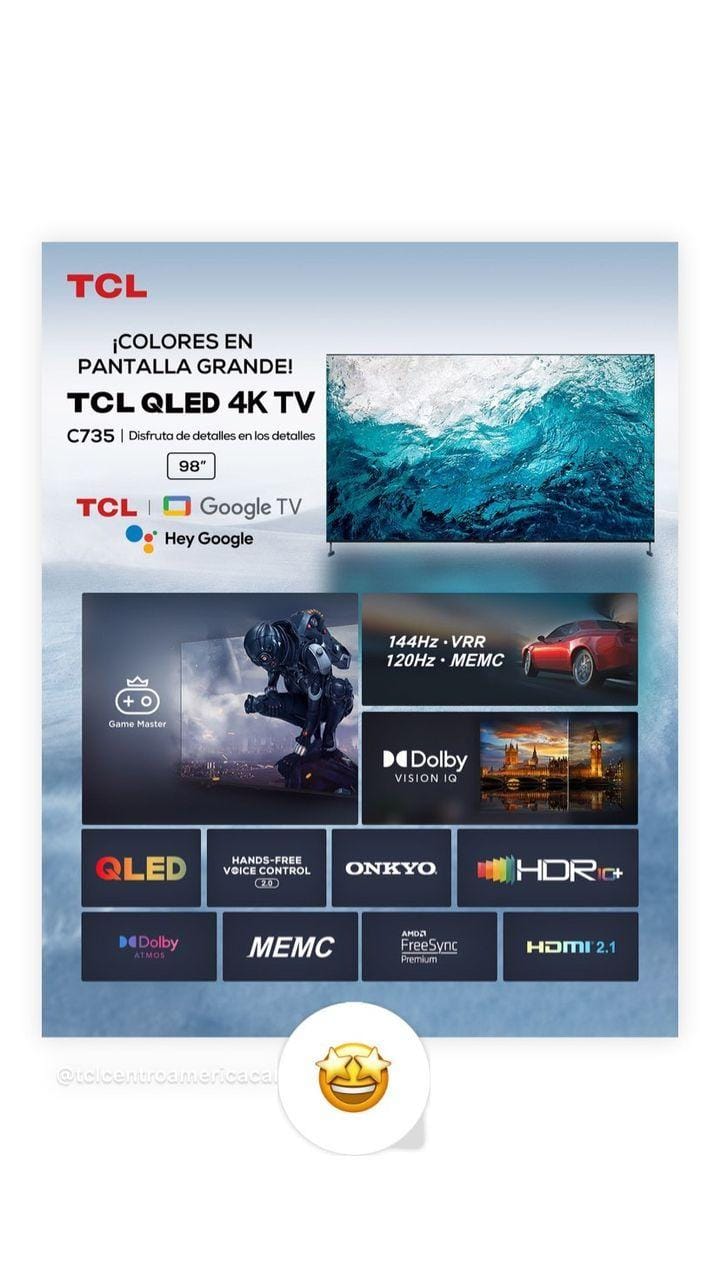 TCL
¡COLORES EN
PANTALLA GRANDE!
TCL QLED 4K TV
C735 | Disfruta de detalles en los detalles
98"
TCL | Google TV
Hey Google
Game Master
144Hz · VRR
120Hz · MEMC
Dolby
VISION IQ
QLED
HANDS-FREE
VOICE CONTROL
2.0
ONKYO
HDR10+
Dolby
ATMOS
MEMC
AMD
FreeSync
Premium
HDMI 2.1